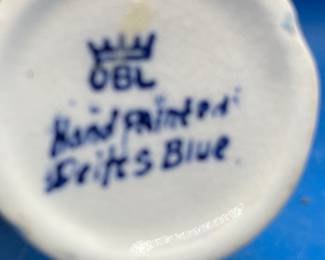 OBL
Hand painted
Delfts Blue